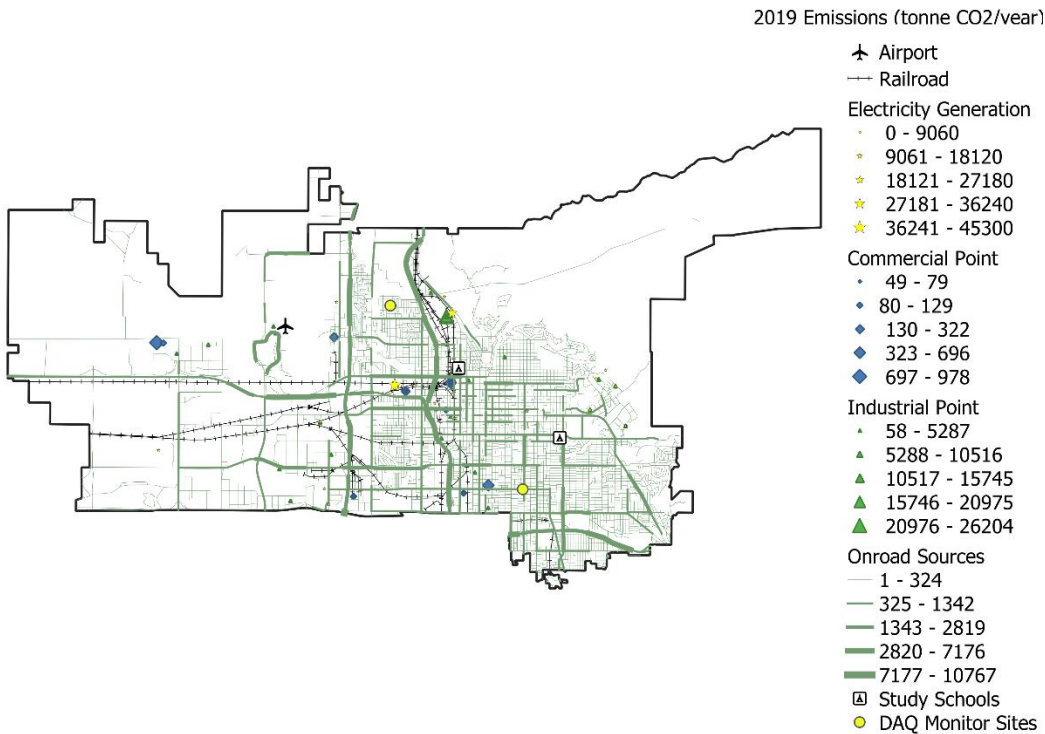 2019 Emissions (tonne CO2/year)
Airport
Railroad
Electricity Generation
0 - 9060
9061 - 18120
18121 - 27180
27181 - 36240
36241 - 45300
Commercial Point
49 - 79
80 - 129
130 - 322
323 - 696
697 - 978
Industrial Point
58 - 5287
5288 - 10516
10517 - 15745
15746 - 20975
20976 - 26204
Onroad Sources
1 - 324
325 - 1342
1343 - 2819
2820 - 7176
7177 - 10767
Study Schools
DAQ Monitor Sites